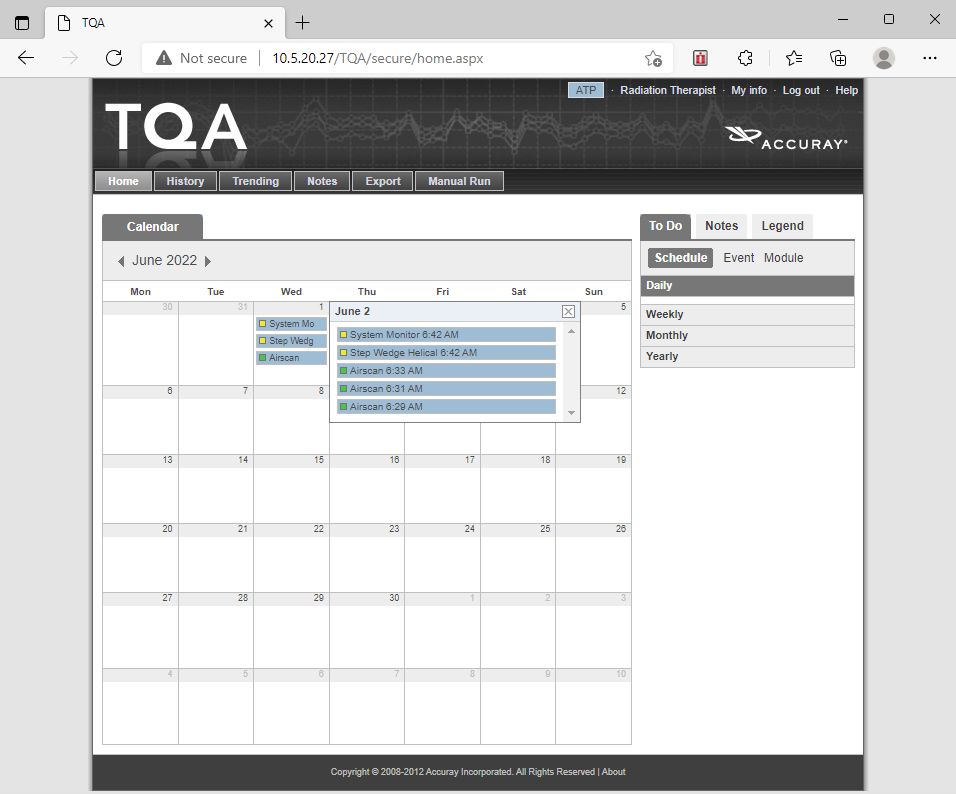 TQA
Not secure 10.5.20.27/TQA/secure/home.aspx
ATP · Radiation Therapist · My info · Log out · Help
TQA
ACCURAY
Home History Trending Notes Export Manual Run
Calendar
June 2022
Mon Tue Wed Thu Fri Sat Sun
30 31 1 5
System Mo
Step Wedg
Airscan
June 2
System Monitor 6:42 AM
Step Wedge Helical 6:42 AM
Airscan 6:33 AM
Airscan 6:31 AM
Airscan 6:29 AM
6 7 8 12
13 14 15 16 17 18 19
20 21 22 23 24 25 26
27 28 29 30 1 2 3
4 5 6 7 8 9 10
To Do Notes Legend
Schedule Event Module
Daily
Weekly
Monthly
Yearly
Copyright © 2008-2012 Accuray Incorporated. All Rights Reserved | About